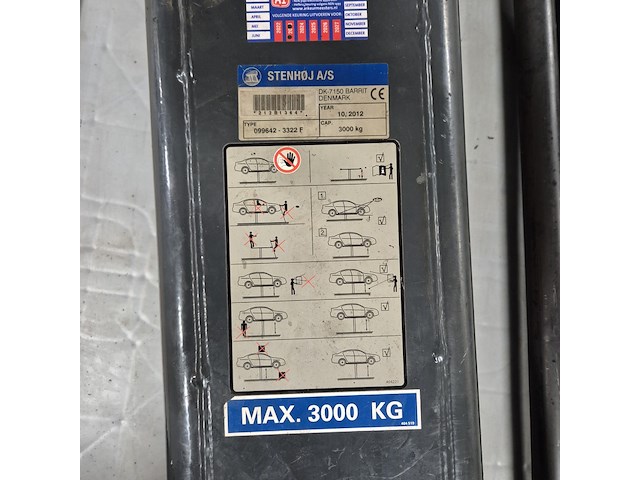 MAART
SEPTEMBER
APRIL
OKTOBER
MEI
NOVEMBER
JUNI
DECEMBER
VOLGENDE KEURING UITVOEREN VOOR:
STENHØJ A/S
DK-7150 BARRIT
DENMARK
CE
YEAR
10.2012
TYPE
099642 - 3322 F
CAP.
3000 kg
1
2
MAX. 3000 KG